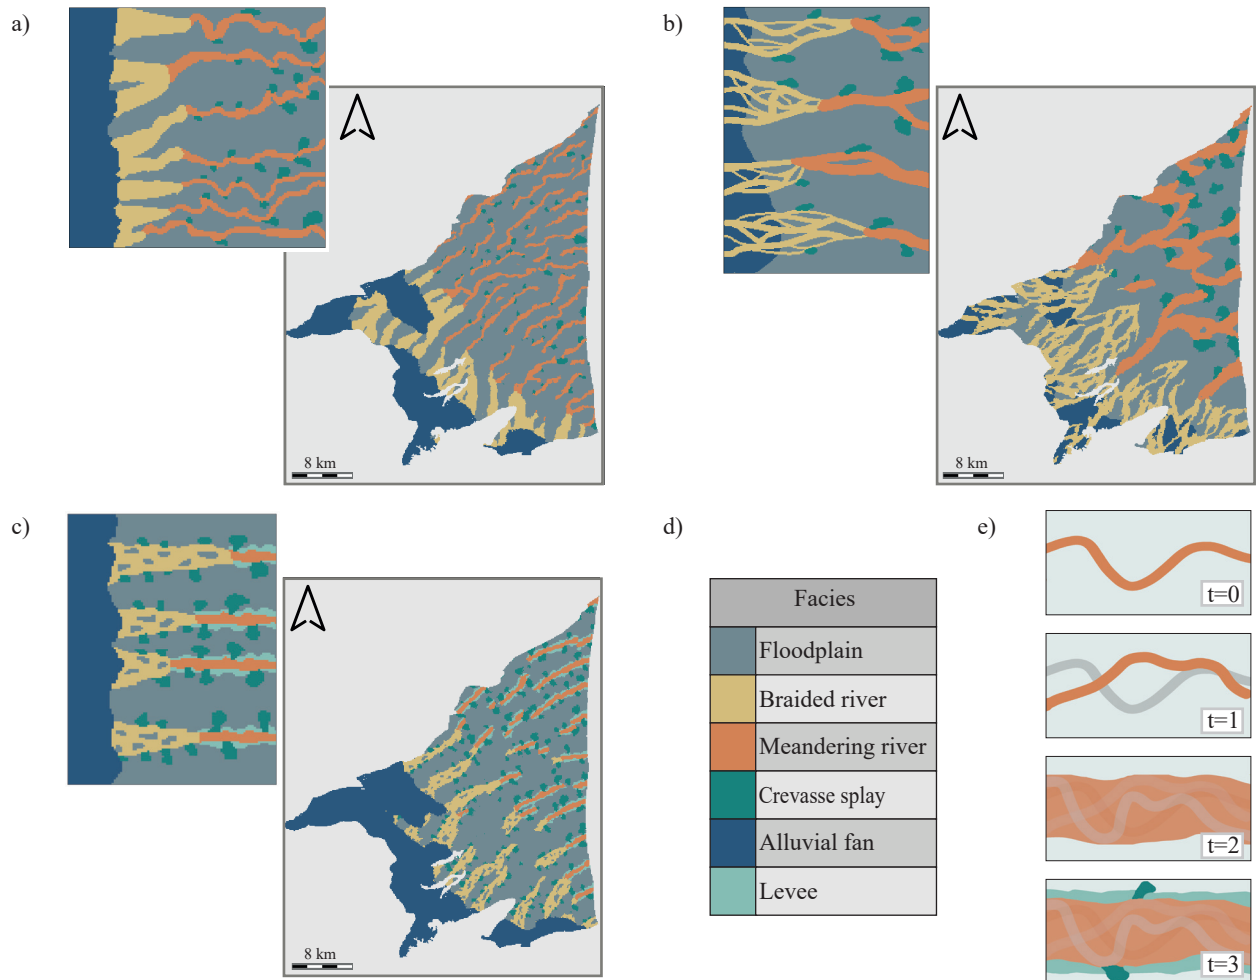 a)
b)
8 km
8 km
c)
d)
e)
8 km
Facies
Floodplain
Braided river
Meandering river
Crevasse splay
Alluvial fan
Levee
t=0
t=1
t=2
t=3